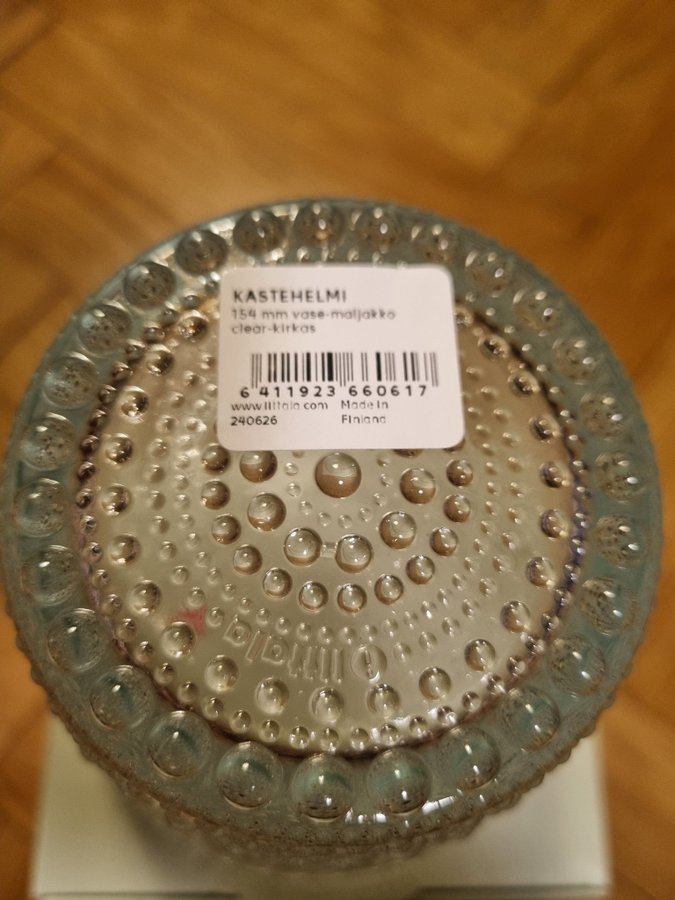 KASTEHELMI
154 mm vase-maljakko
clear-kirkas
6 411923 660617
www.iittala.com Made in
240626 Finland
iittala